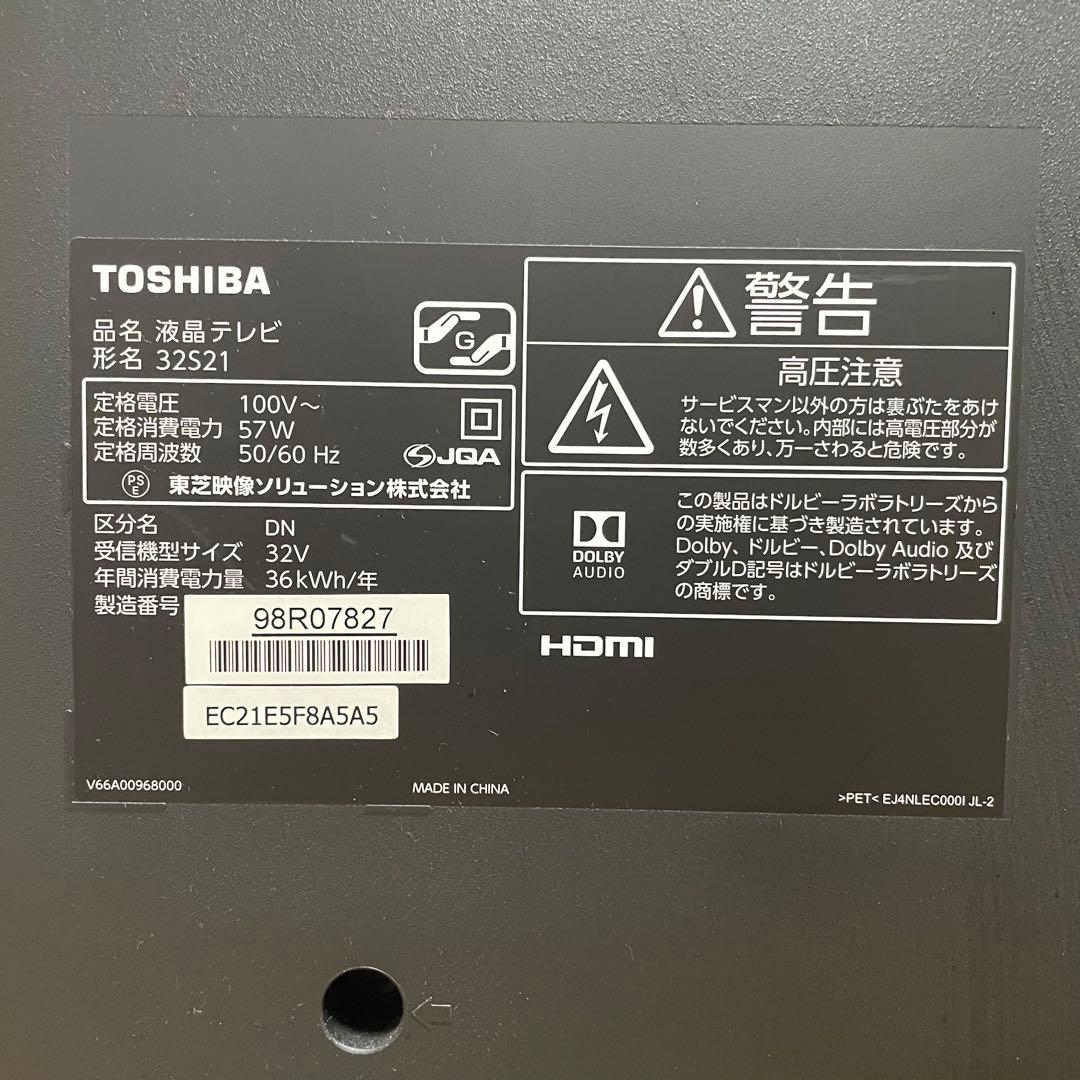 TOSHIBA
品名 液晶テレビ
形名 32S21
G
定格電圧 100V～
定格消費電力 57W
定格周波数 50/60 Hz
JQA
PSE 東芝映像ソリューション株式会社
区分名 DN
受信機型サイズ 32V
年間消費電力量 36kWh/年
製造番号
98R07827
EC21E5F8A5A5
V66A00968000
MADE IN CHINA
警告
高圧注意
サービスマン以外の方は裏ぶたをあけ
ないでください。内部には高電圧部分が
数多くあり、万一さわると危険です。
DOLBY
AUDIO
この製品はドルビーラボラトリーズから
の実施権に基づき製造されています。
Dolby、ドルビー、Dolby Audio 及び
ダブルD記号はドルビーラボラトリーズ
の商標です。
HDMI
>PET< EJ4NLEC000I JL-2